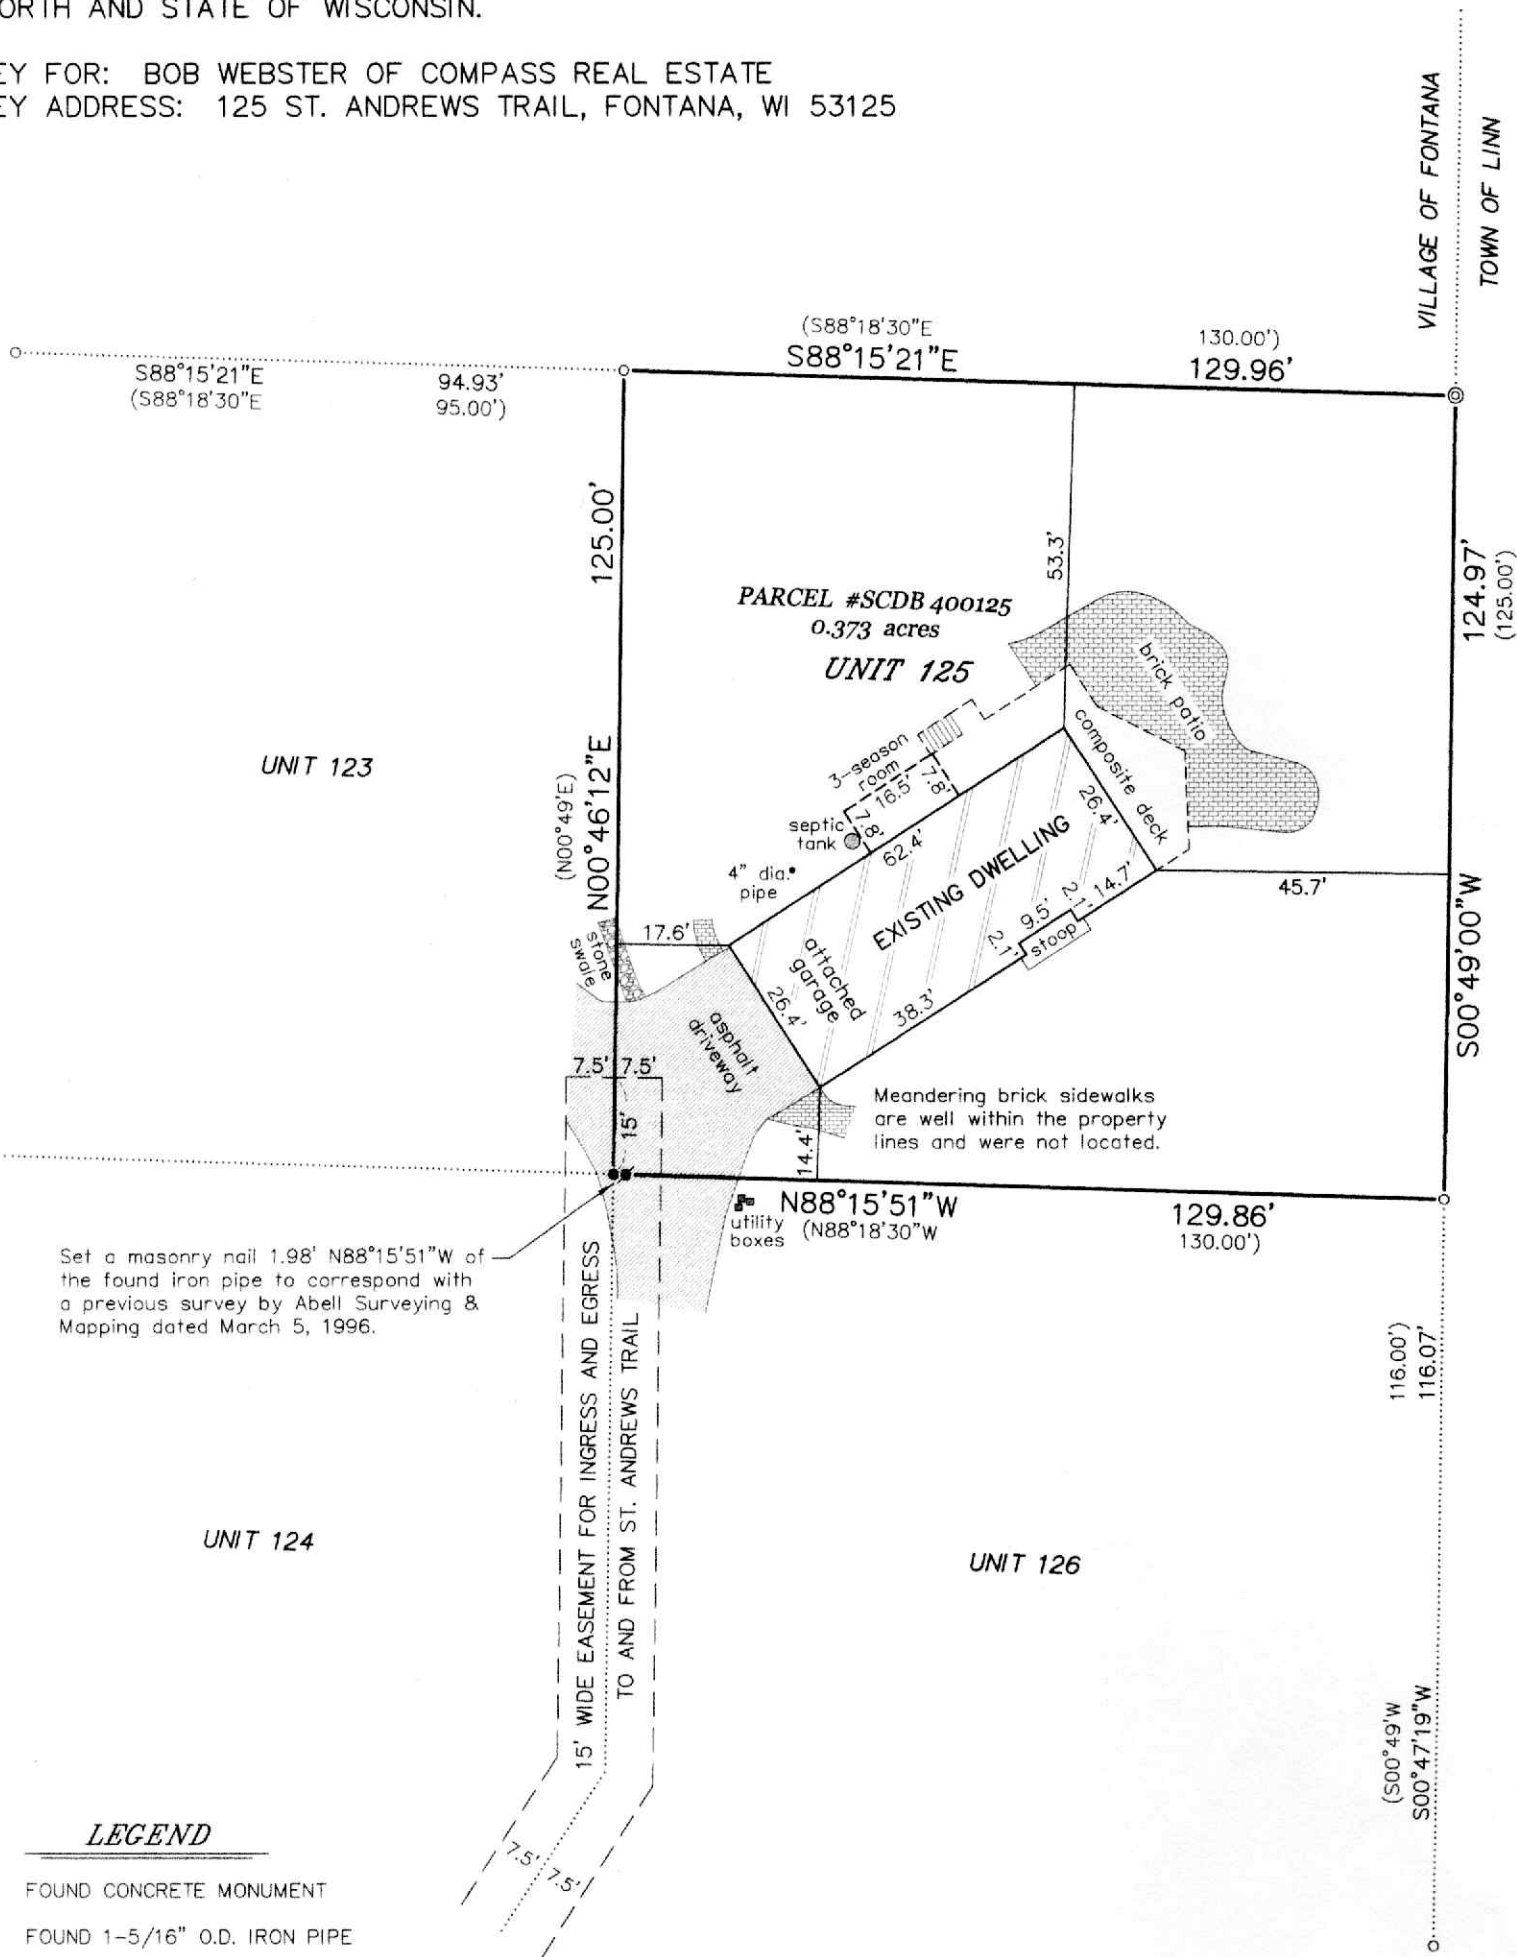 ORTH AND STATE OF WISCONSIN.
EY FOR: BOB WEBSTER OF COMPASS REAL ESTATE
EY ADDRESS: 125 ST. ANDREWS TRAIL, FONTANA, WI 53125
VILLAGE OF FONTANA
TOWN OF LINN
(S88°18'30"E 130.00')
S88°15'21"E 129.96'
S88°15'21"E 94.93'
(S88°18'30"E 95.00')
125.00'
(N00°49'E)
N00°46'12"E
124.97'
(125.00')
S00°49'00"W
53.3'
PARCEL #SCDB 400125
0.373 acres
UNIT 125
UNIT 123
brick patio
composite deck
3-season
room
16.5'
7.8'
7.8'
septic
tank
62.4'
26.4'
4" dia.
pipe
EXISTING DWELLING
14.7'
2.1'
9.5'
2.1'
stoop
45.7'
17.6'
stone
swale
attached
garage
26.4'
38.3'
asphalt
driveway
7.5' 7.5'
15'
14.4'
Meandering brick sidewalks
are well within the property
lines and were not located.
N88°15'51"W 129.86'
(N88°18'30"W 130.00')
utility
boxes
Set a masonry nail 1.98' N88°15'51"W of
the found iron pipe to correspond with
a previous survey by Abell Surveying &
Mapping dated March 5, 1996.
15' WIDE EASEMENT FOR INGRESS AND EGRESS
TO AND FROM ST. ANDREWS TRAIL
116.00')
116.07'
(S00°49'W
S00°47'19"W
UNIT 124
UNIT 126
7.5'
7.5'
LEGEND
FOUND CONCRETE MONUMENT
FOUND 1-5/16" O.D. IRON PIPE